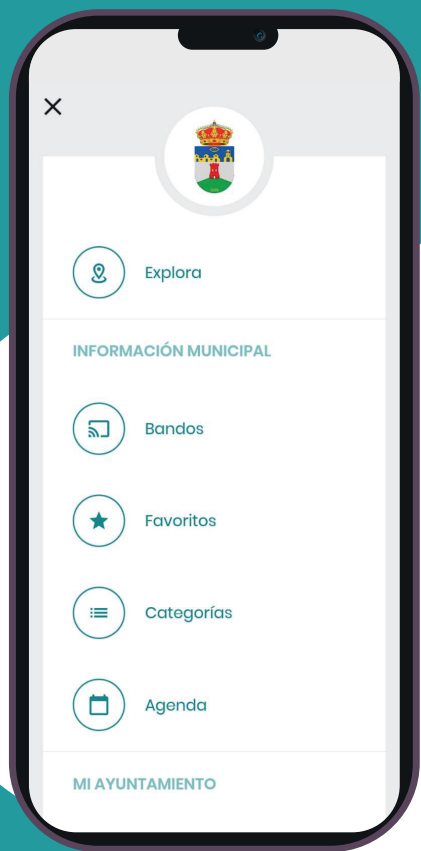 Explora
INFORMACIÓN MUNICIPAL
Bandos
Favoritos
Categorías
Agenda
MI AYUNTAMIENTO